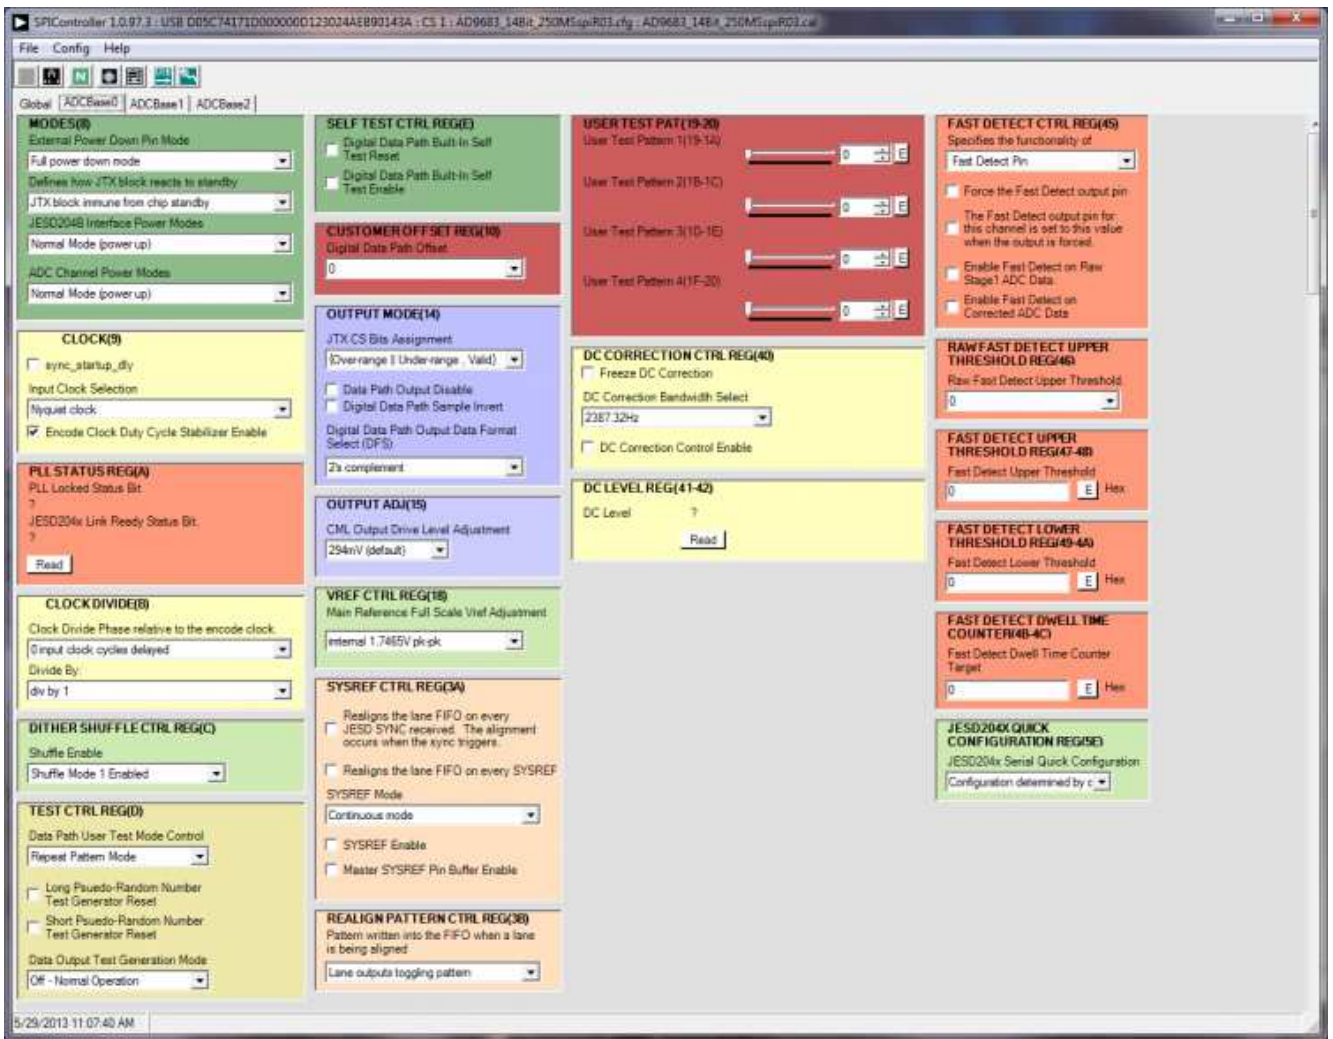 SPIController 1.0.97.3 : USB D05C74171D000000D123024AEB90143A : CS 1 : AD9683_14Bit_250MSspiR03.cfg : AD9683_14Bit_250MSspiR03.cal
File Config Help
Global ADCBase0 ADCBase1 ADCBase2
MODES(8)
External Power Down Pin Mode
Full power down mode
Defines how JTX block reacts to standby
JTX block immune from chip standby
JESD204B Interface Power Modes
Normal Mode (power up)
ADC Channel Power Modes
Normal Mode (power up)
CLOCK(9)
sync_startup_dly
Input Clock Selection
Nyquist clock
Encode Clock Duty Cycle Stabilizer Enable
PLL STATUS REG(A)
PLL Locked Status Bit
?
JESD204x Link Ready Status Bit.
?
Read
CLOCK DIVIDE(B)
Clock Divide Phase relative to the encode clock.
0 input clock cycles delayed
Divide By:
div by 1
DITHER SHUFFLE CTRL REG(C)
Shuffle Enable
Shuffle Mode 1 Enabled
TEST CTRL REG(D)
Data Path User Test Mode Control
Repeat Pattern Mode
Long Psuedo-Random Number
Test Generator Reset
Short Psuedo-Random Number
Test Generator Reset
Data Output Test Generation Mode
Off - Normal Operation
SELF TEST CTRL REG(E)
Digital Data Path Built-In Self
Test Reset
Digital Data Path Built-In Self
Test Enable
CUSTOMER OFFSET REG(10)
Digital Data Path Offset
0
OUTPUT MODE(14)
JTX CS Bits Assignment
{Over-range || Under-range , Valid}
Data Path Output Disable
Digital Data Path Sample Invert
Digital Data Path Output Data Format
Select (DFS)
2's complement
OUTPUT ADJ(15)
CML Output Drive Level Adjustment
294mV (default)
VREF CTRL REG(18)
Main Reference Full Scale Vref Adjustment
internal 1.7465V pk-pk
SYSREF CTRL REG(3A)
Realigns the lane FIFO on every
JESD SYNC received. The alignment
occurs when the sync triggers.
Realigns the lane FIFO on every SYSREF
SYSREF Mode
Continuous mode
SYSREF Enable
Master SYSREF Pin Buffer Enable
REALIGN PATTERN CTRL REG(3B)
Pattern written into the FIFO when a lane
is being aligned
Lane outputs toggling pattern
USER TEST PAT(19-20)
User Test Pattern 1(19-1A)
0 E
User Test Pattern 2(1B-1C)
0 E
User Test Pattern 3(1D-1E)
0 E
User Test Pattern 4(1F-20)
0 E
DC CORRECTION CTRL REG(40)
Freeze DC Correction
DC Correction Bandwidth Select
2387.32Hz
DC Correction Control Enable
DC LEVEL REG(41-42)
DC Level ?
Read
FAST DETECT CTRL REG(45)
Specifies the functionality of
Fast Detect Pin
Force the Fast Detect output pin
The Fast Detect output pin for
this channel is set to this value
when the output is forced.
Enable Fast Detect on Raw
Stage1 ADC Data
Enable Fast Detect on
Corrected ADC Data
RAW FAST DETECT UPPER
THRESHOLD REG(46)
Raw Fast Detect Upper Threshold
0
FAST DETECT UPPER
THRESHOLD REG(47-48)
Fast Detect Upper Threshold
0 E Hex
FAST DETECT LOWER
THRESHOLD REG(49-4A)
Fast Detect Lower Threshold
0 E Hex
FAST DETECT DWELL TIME
COUNTER(4B-4C)
Fast Detect Dwell Time Counter
Target
0 E Hex
JESD204X QUICK
CONFIGURATION REG(5E)
JESD204x Serial Quick Configuration
Configuration determined by c
5/29/2013 11:07:40 AM